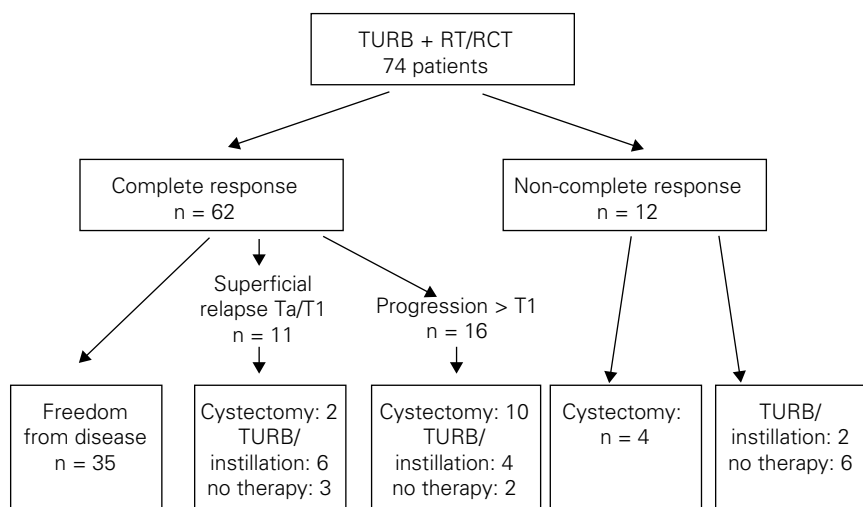 TURB + RT/RCT
74 patients
Complete response
n = 62
Non-complete response
n = 12
Superficial
relapse Ta/T1
n = 11
Progression > T1
n = 16
Freedom
from disease
n = 35
Cystectomy: 2
TURB/
instillation: 6
no therapy: 3
Cystectomy: 10
TURB/
instillation: 4
no therapy: 2
Cystectomy:
n = 4
TURB/
instillation: 2
no therapy: 6